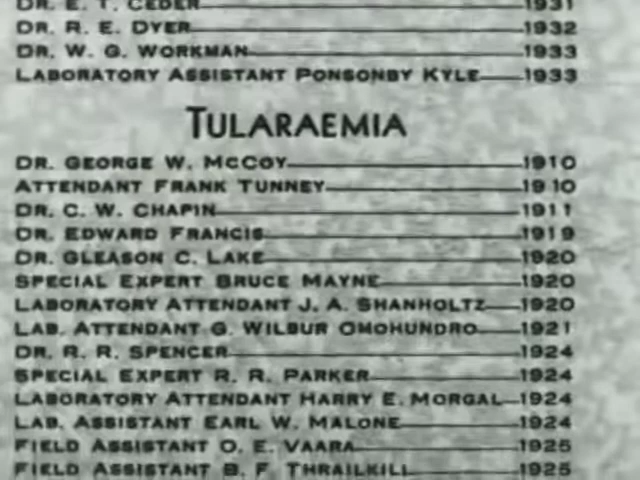 DR. E. T. CEDER 1931
DR. R. E. DYER 1932
DR. W. G. WORKMAN 1933
LABORATORY ASSISTANT PONSONBY KYLE 1933
TULARAEMIA
DR. GEORGE W. MCCOY 1910
ATTENDANT FRANK TUNNEY 1910
DR. C. W. CHAPIN 1911
DR. EDWARD FRANCIS 1919
DR. GLEASON C. LAKE 1920
SPECIAL EXPERT BRUCE MAYNE 1920
LABORATORY ATTENDANT J. A. SHANHOLTZ 1920
LAB. ATTENDANT G. WILBUR OMOHUNDRO 1921
DR. R. R. SPENCER 1924
SPECIAL EXPERT R. R. PARKER 1924
LABORATORY ATTENDANT HARRY E. MORGAL 1924
LAB. ASSISTANT EARL W. MALONE 1924
FIELD ASSISTANT O. E. VAARA 1925
FIELD ASSISTANT B. F THRAILKILL 1925